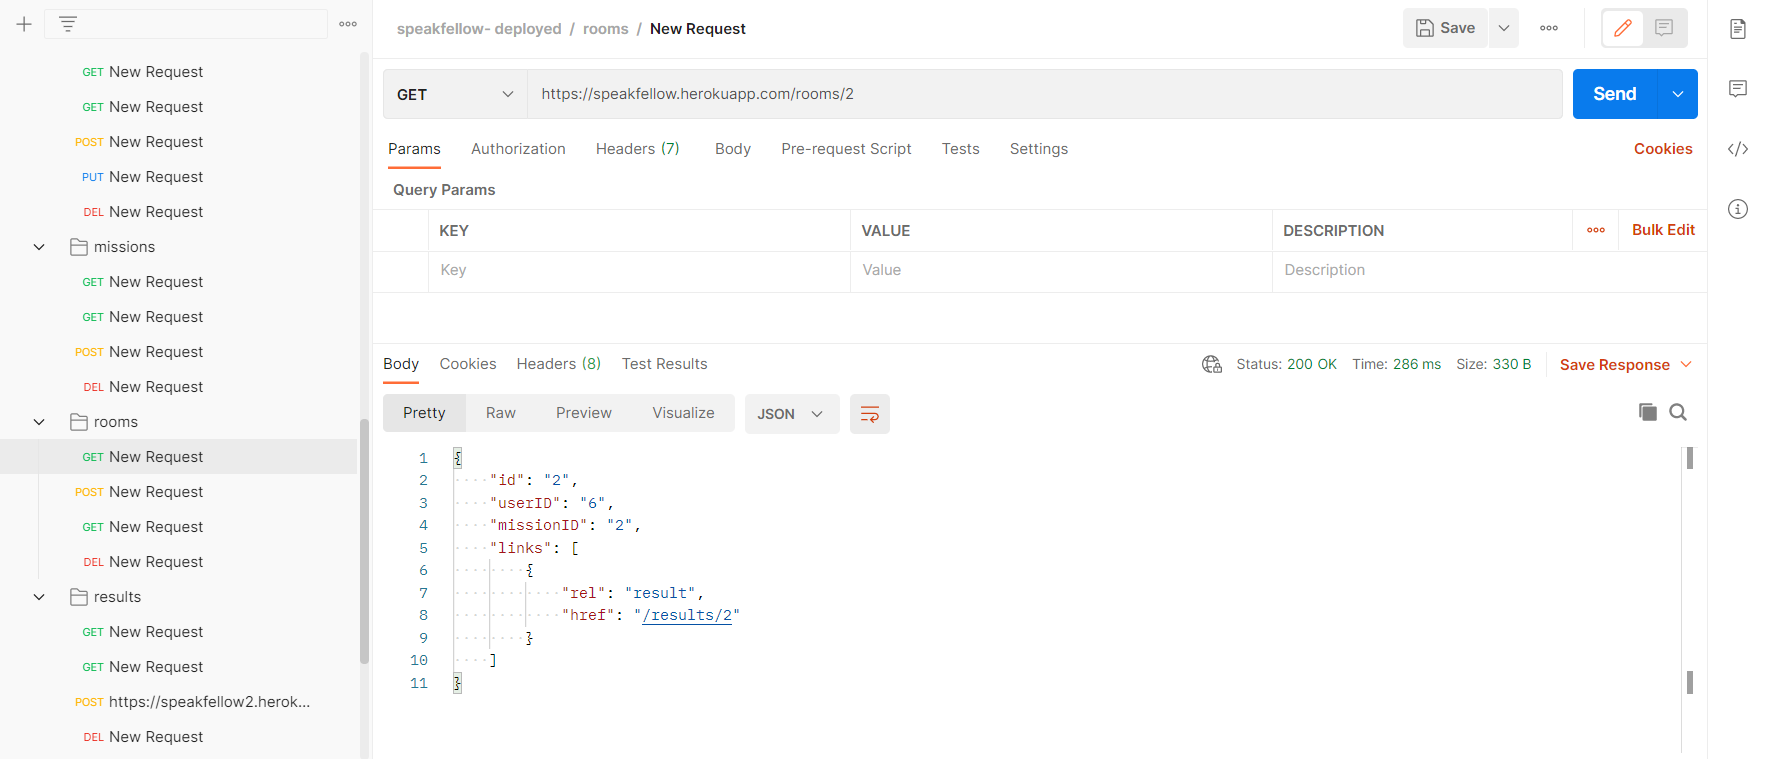 GET New Request
GET New Request
POST New Request
PUT New Request
DEL New Request
missions
GET New Request
GET New Request
POST New Request
DEL New Request
rooms
GET New Request
POST New Request
GET New Request
DEL New Request
results
GET New Request
GET New Request
POST https://speakfellow2.herok...
DEL New Request
speakfellow- deployed / rooms / New Request
Save
GET https://speakfellow.herokuapp.com/rooms/2
Send
Params Authorization Headers (7) Body Pre-request Script Tests Settings Cookies
Query Params
KEY VALUE DESCRIPTION Bulk Edit
Key Value Description
Body Cookies Headers (8) Test Results Status: 200 OK Time: 286 ms Size: 330 B Save Response
Pretty Raw Preview Visualize JSON
1 {
2 "id": "2",
3 "userID": "6",
4 "missionID": "2",
5 "links": [
6 {
7 "rel": "result",
8 "href": "/results/2"
9 }
10 ]
11 }